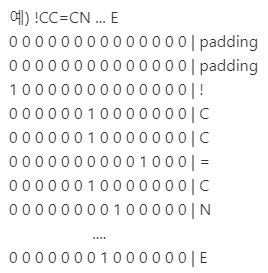 예) !CC=CN ... E
0 0 0 0 0 0 0 0 0 0 0 0 0 0 | padding
0 0 0 0 0 0 0 0 0 0 0 0 0 0 | padding
1 0 0 0 0 0 0 0 0 0 0 0 0 0 | !
0 0 0 0 0 0 1 0 0 0 0 0 0 0 | C
0 0 0 0 0 0 1 0 0 0 0 0 0 0 | C
0 0 0 0 0 0 0 0 0 0 1 0 0 0 | =
0 0 0 0 0 0 1 0 0 0 0 0 0 0 | C
0 0 0 0 0 0 0 0 1 0 0 0 0 0 | N
....
0 0 0 0 0 0 0 1 0 0 0 0 0 0 | E